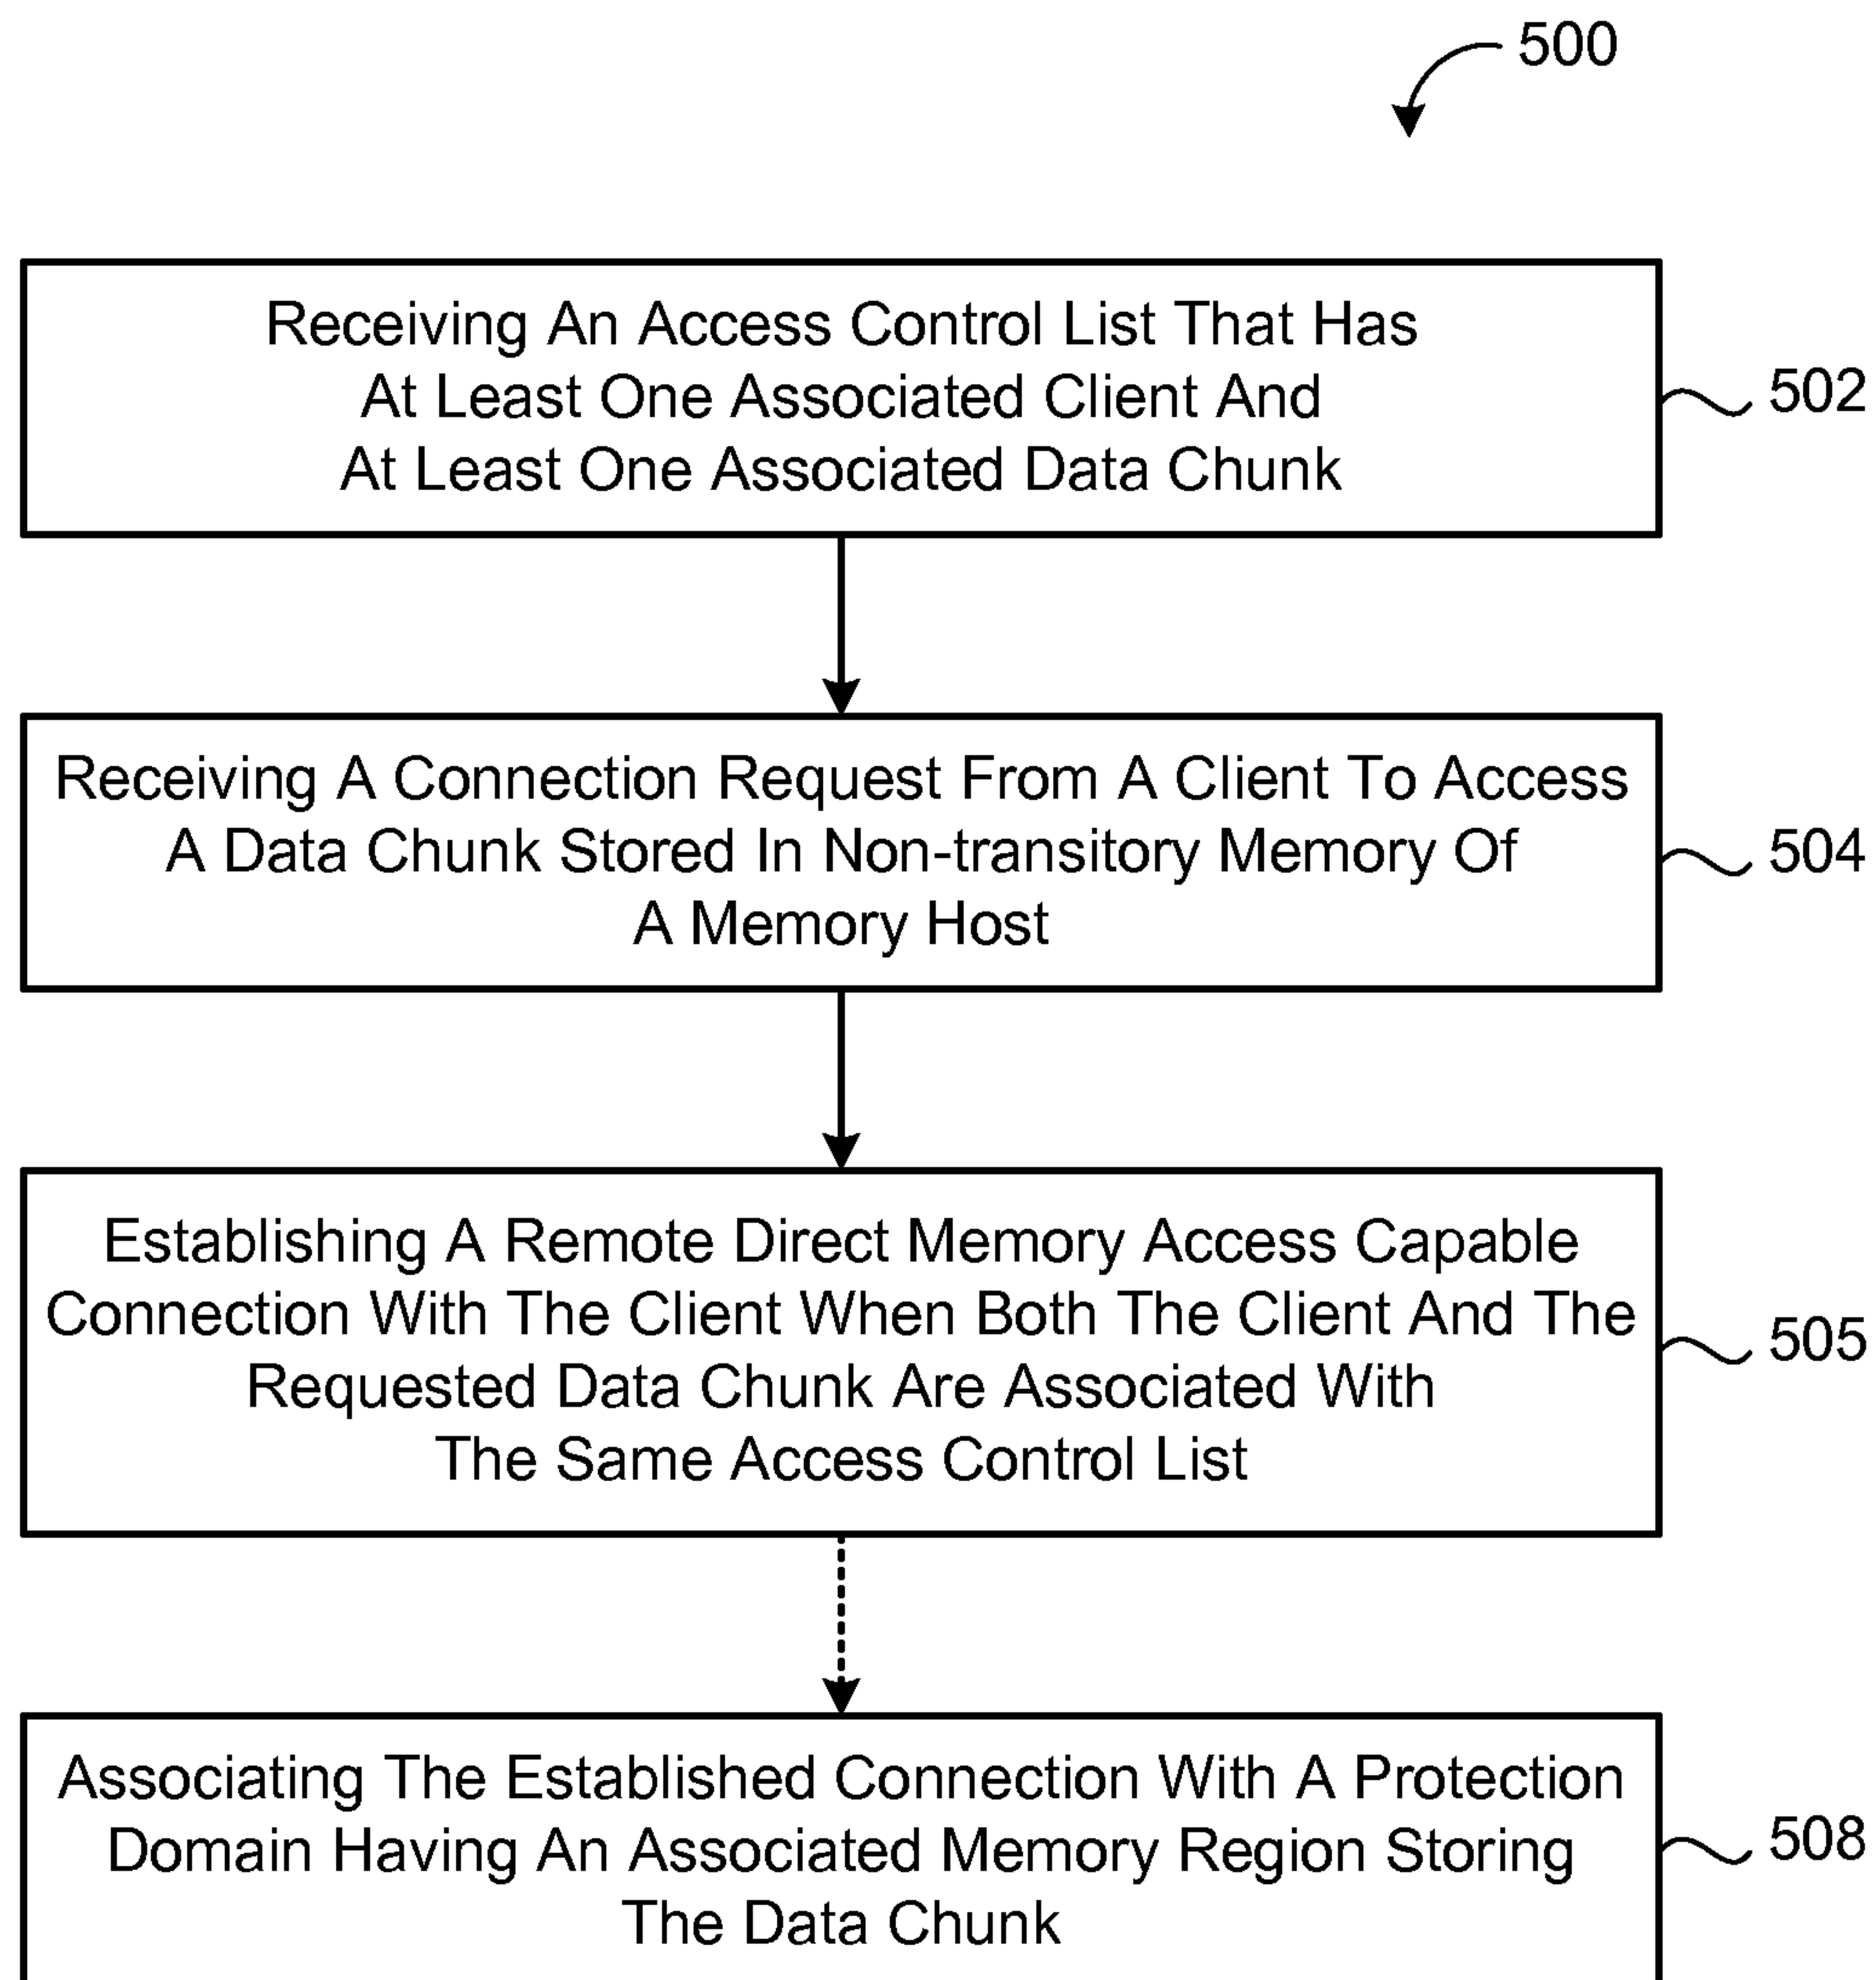 500
Receiving An Access Control List That Has
At Least One Associated Client And
At Least One Associated Data Chunk
502
Receiving A Connection Request From A Client To Access
A Data Chunk Stored In Non-transitory Memory Of
A Memory Host
504
Establishing A Remote Direct Memory Access Capable
Connection With The Client When Both The Client And The
Requested Data Chunk Are Associated With
The Same Access Control List
505
Associating The Established Connection With A Protection
Domain Having An Associated Memory Region Storing
The Data Chunk
508